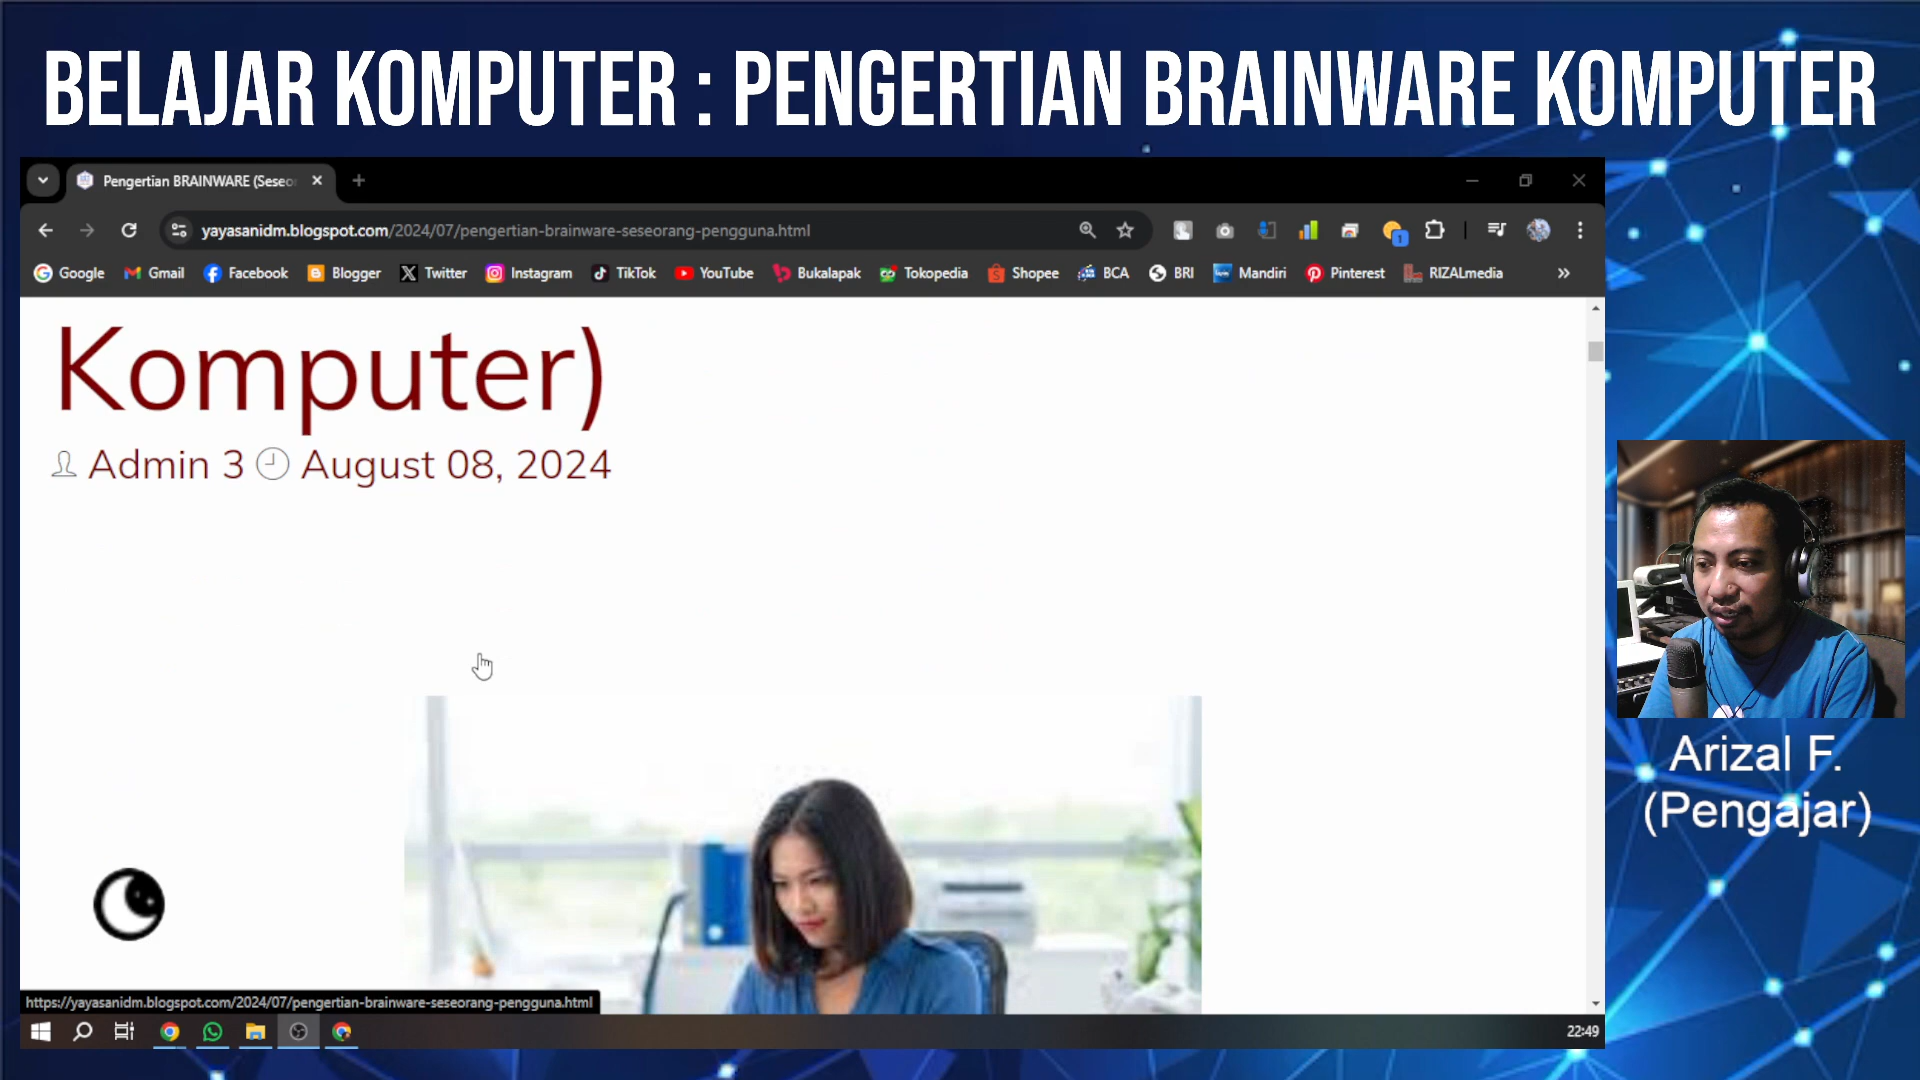 BELAJAR KOMPUTER : PENGERTIAN BRAINWARE KOMPUTER
Pengertian BRAINWARE (Seseo
yayasanidm.blogspot.com/2024/07/pengertian-brainware-seseorang-pengguna.html
1
Google Gmail Facebook Blogger Twitter Instagram TikTok YouTube Bukalapak Tokopedia Shopee BCA BRI Mandiri Pinterest RIZALmedia »
Komputer)
Admin 3 August 08, 2024
Arizal F.
(Pengajar)
https://yayasanidm.blogspot.com/2024/07/pengertian-brainware-seseorang-pengguna.html
22:49